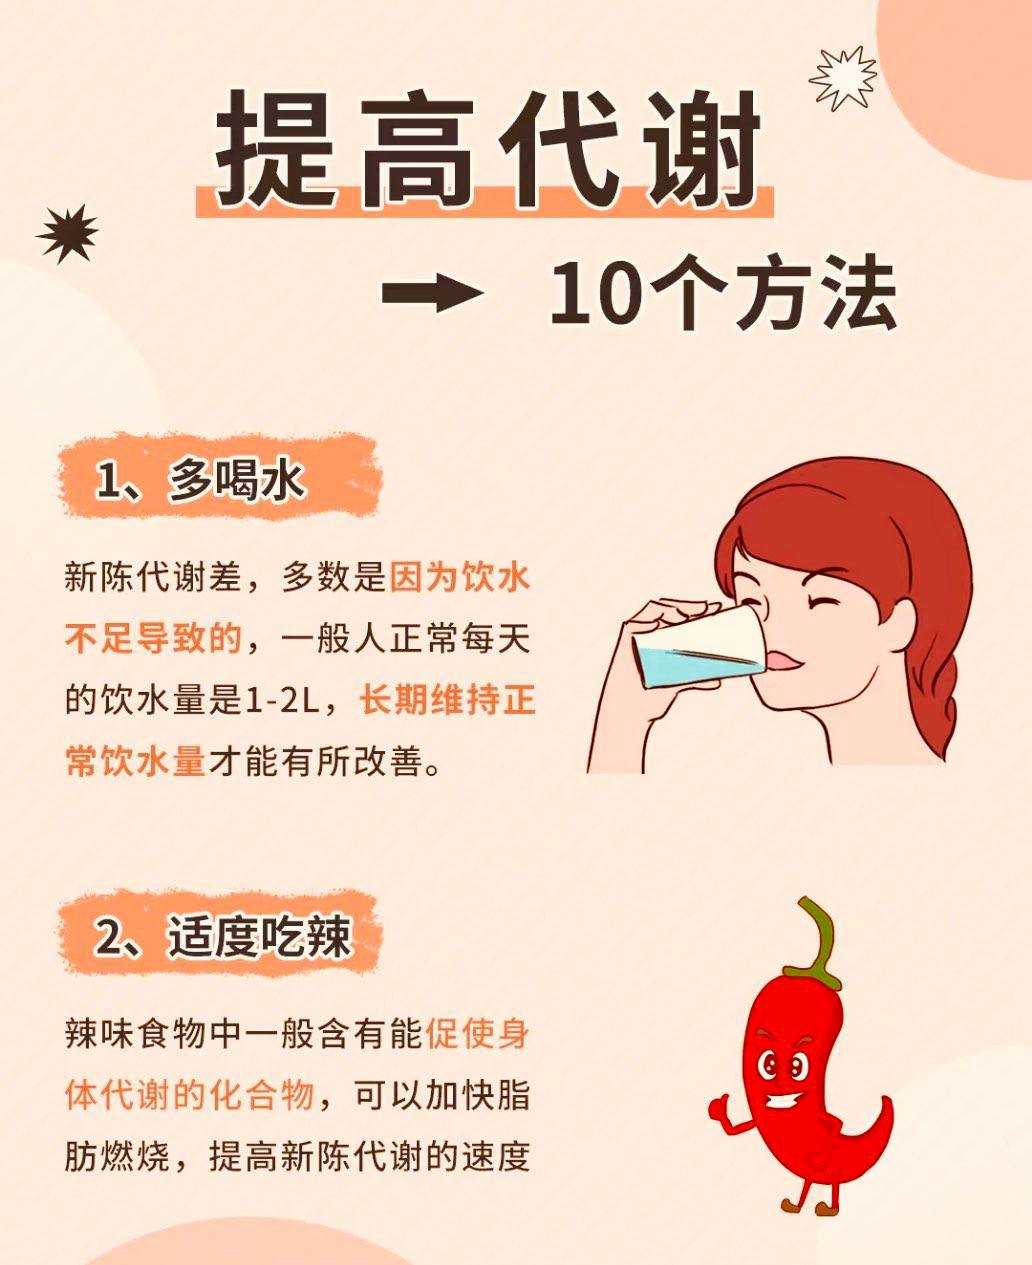 提高代谢
10个方法
1、多喝水
新陈代谢差，多数是因为饮水
不足导致的，一般人正常每天
的饮水量是1-2L，长期维持正
常饮水量才能有所改善。
2、适度吃辣
辣味食物中一般含有能促使身
体代谢的化合物，可以加快脂
肪燃烧，提高新陈代谢的速度